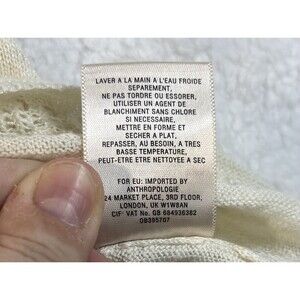 LAVER A LA MAIN A L'EAU FROIDE
SEPAREMENT,
NE PAS TORDRE OU ESSORER,
UTILISER UN AGENT DE
BLANCHIMENT SANS CHLORE
SI NECESSAIRE,
METTRE EN FORME ET
SECHER A PLAT,
REPASSER, AU BESOIN, A TRES
BASSE TEMPERATURE,
PEUT-ETRE ETRE NETTOYEE A SEC
FOR EU: IMPORTED BY
ANTHROPOLOGIE
24 MARKET PLACE, 3RD FLOOR,
LONDON, UK W1W8AN
CIF/ VAT No. GB 684936382
09395707